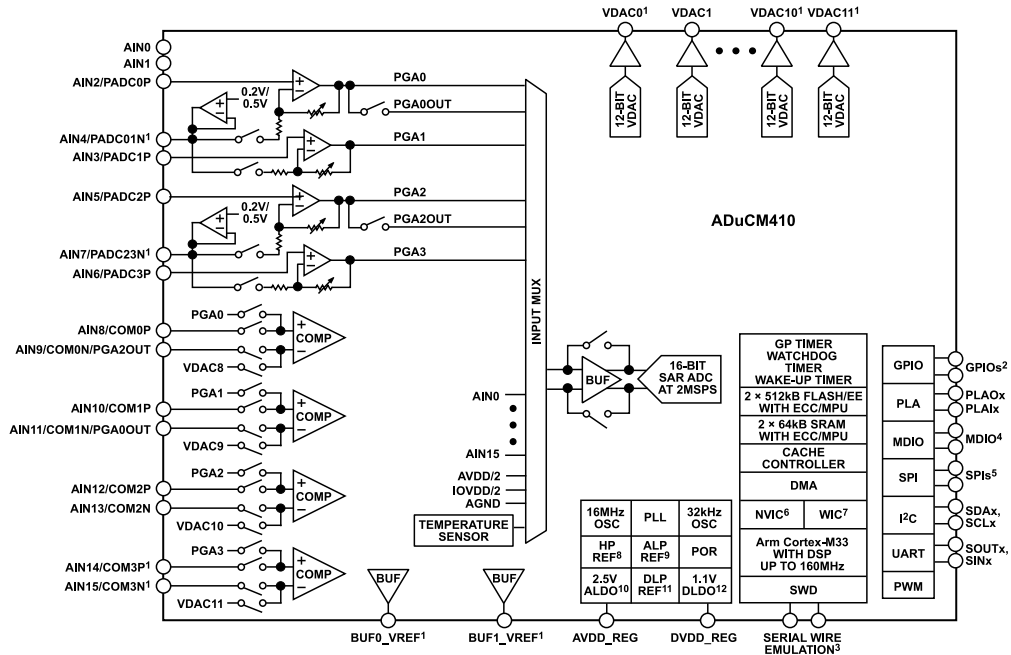 VDAC0¹ VDAC1 VDAC10¹ VDAC11¹
12-BIT VDAC
12-BIT VDAC
12-BIT VDAC
12-BIT VDAC
AIN0
AIN1
AIN2/PADC0P
0.2V/
0.5V
+
−
+
−
PGA0
PGA0OUT
AIN4/PADC01N¹
AIN3/PADC1P
+
−
PGA1
AIN5/PADC2P
0.2V/
0.5V
+
−
+
−
PGA2
PGA2OUT
AIN7/PADC23N¹
AIN6/PADC3P
+
−
PGA3
ADuCM410
PGA0
AIN8/COM0P
AIN9/COM0N/PGA2OUT
VDAC8
+
−
COMP
PGA1
AIN10/COM1P
AIN11/COM1N/PGA0OUT
VDAC9
+
−
COMP
PGA2
AIN12/COM2P
AIN13/COM2N
VDAC10
+
−
COMP
PGA3
AIN14/COM3P¹
AIN15/COM3N¹
VDAC11
+
−
COMP
INPUT MUX
AIN0
AIN15
AVDD/2
IOVDD/2
AGND
TEMPERATURE
SENSOR
BUF
16-BIT
SAR ADC
AT 2MSPS
16MHz
OSC
PLL
32kHz
OSC
HP
REF⁸
ALP
REF⁹
POR
2.5V
ALDO¹⁰
DLP
REF¹¹
1.1V
DLDO¹²
GP TIMER
WATCHDOG
TIMER
WAKE-UP TIMER
2 × 512kB FLASH/EE
WITH ECC/MPU
2 × 64kB SRAM
WITH ECC/MPU
CACHE
CONTROLLER
DMA
NVIC⁶ WIC⁷
Arm Cortex-M33
WITH DSP
UP TO 160MHz
SWD
GPIO
PLA
MDIO
SPI
I²C
UART
PWM
GPIOs²
PLAOx
PLAIx
MDIO⁴
SPIs⁵
SDAx,
SCLx
SOUTx,
SINx
BUF
BUF
BUF0_VREF¹
BUF1_VREF¹
AVDD_REG
DVDD_REG
SERIAL WIRE
EMULATION³